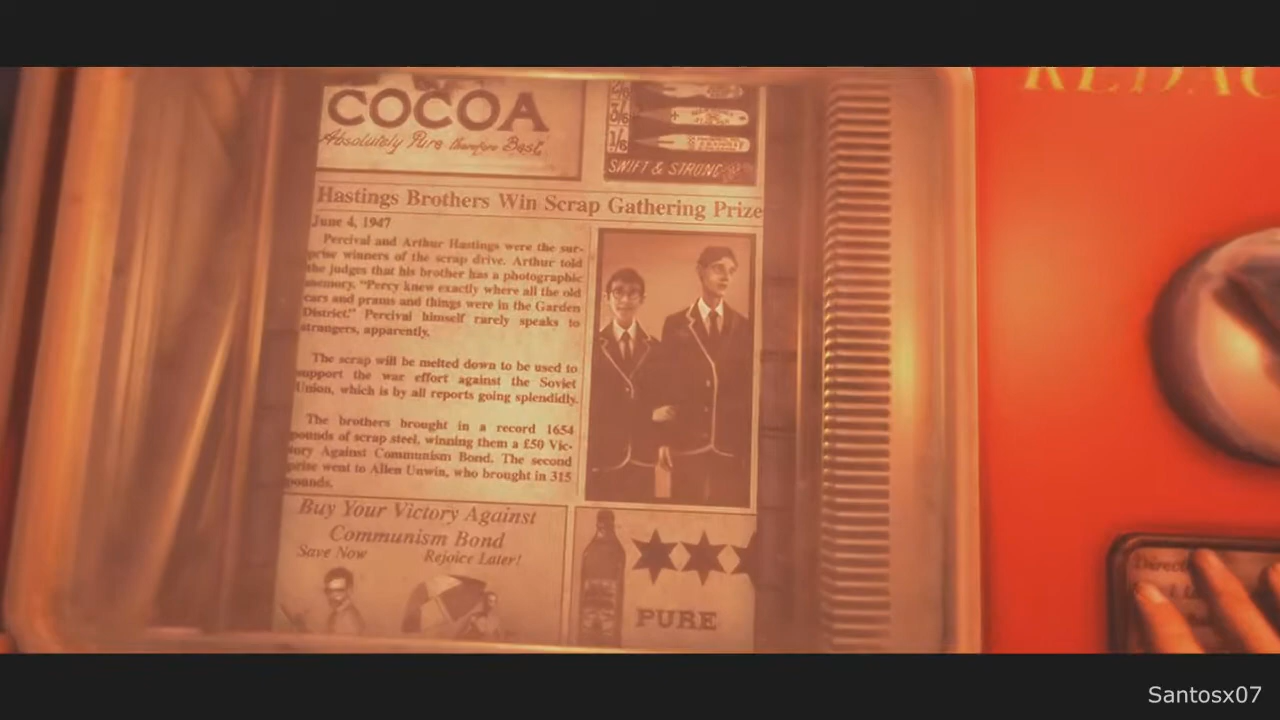 REDAC
COCOA
Absolutely Pure therefore Best.
1/6
SWIFT & STRONG
Hastings Brothers Win Scrap Gathering Prize
June 4, 1947
Percival and Arthur Hastings were the sur-
prise winners of the scrap drive. Arthur told
the judges that his brother has a photographic
memory. "Percy knew exactly where all the old
cars and prams and things were in the Garden
District." Percival himself rarely speaks to
strangers, apparently.
The scrap will be melted down to be used to
support the war effort against the Soviet
Union, which is by all reports going splendidly.
The brothers brought in a record 1654
pounds of scrap steel, winning them a £50 Vic-
tory Against Communism Bond. The second
prize went to Allen Unwin, who brought in 315
pounds.
Buy Your Victory Against
Communism Bond
Save Now Rejoice Later!
PURE
Santosx07